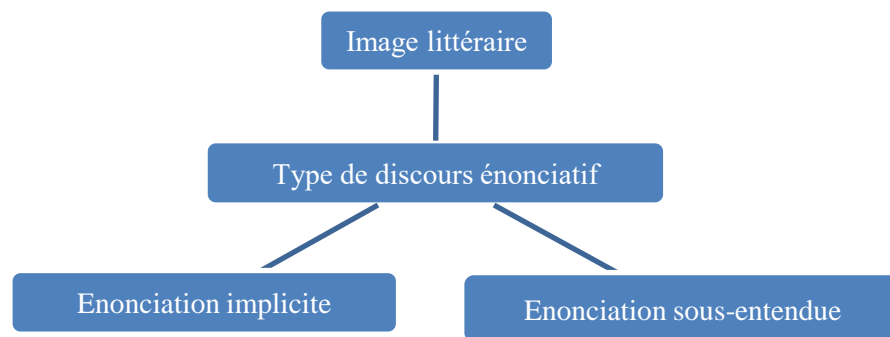 Image littéraire
Type de discours énonciatif
Enonciation implicite
Enonciation sous-entendue